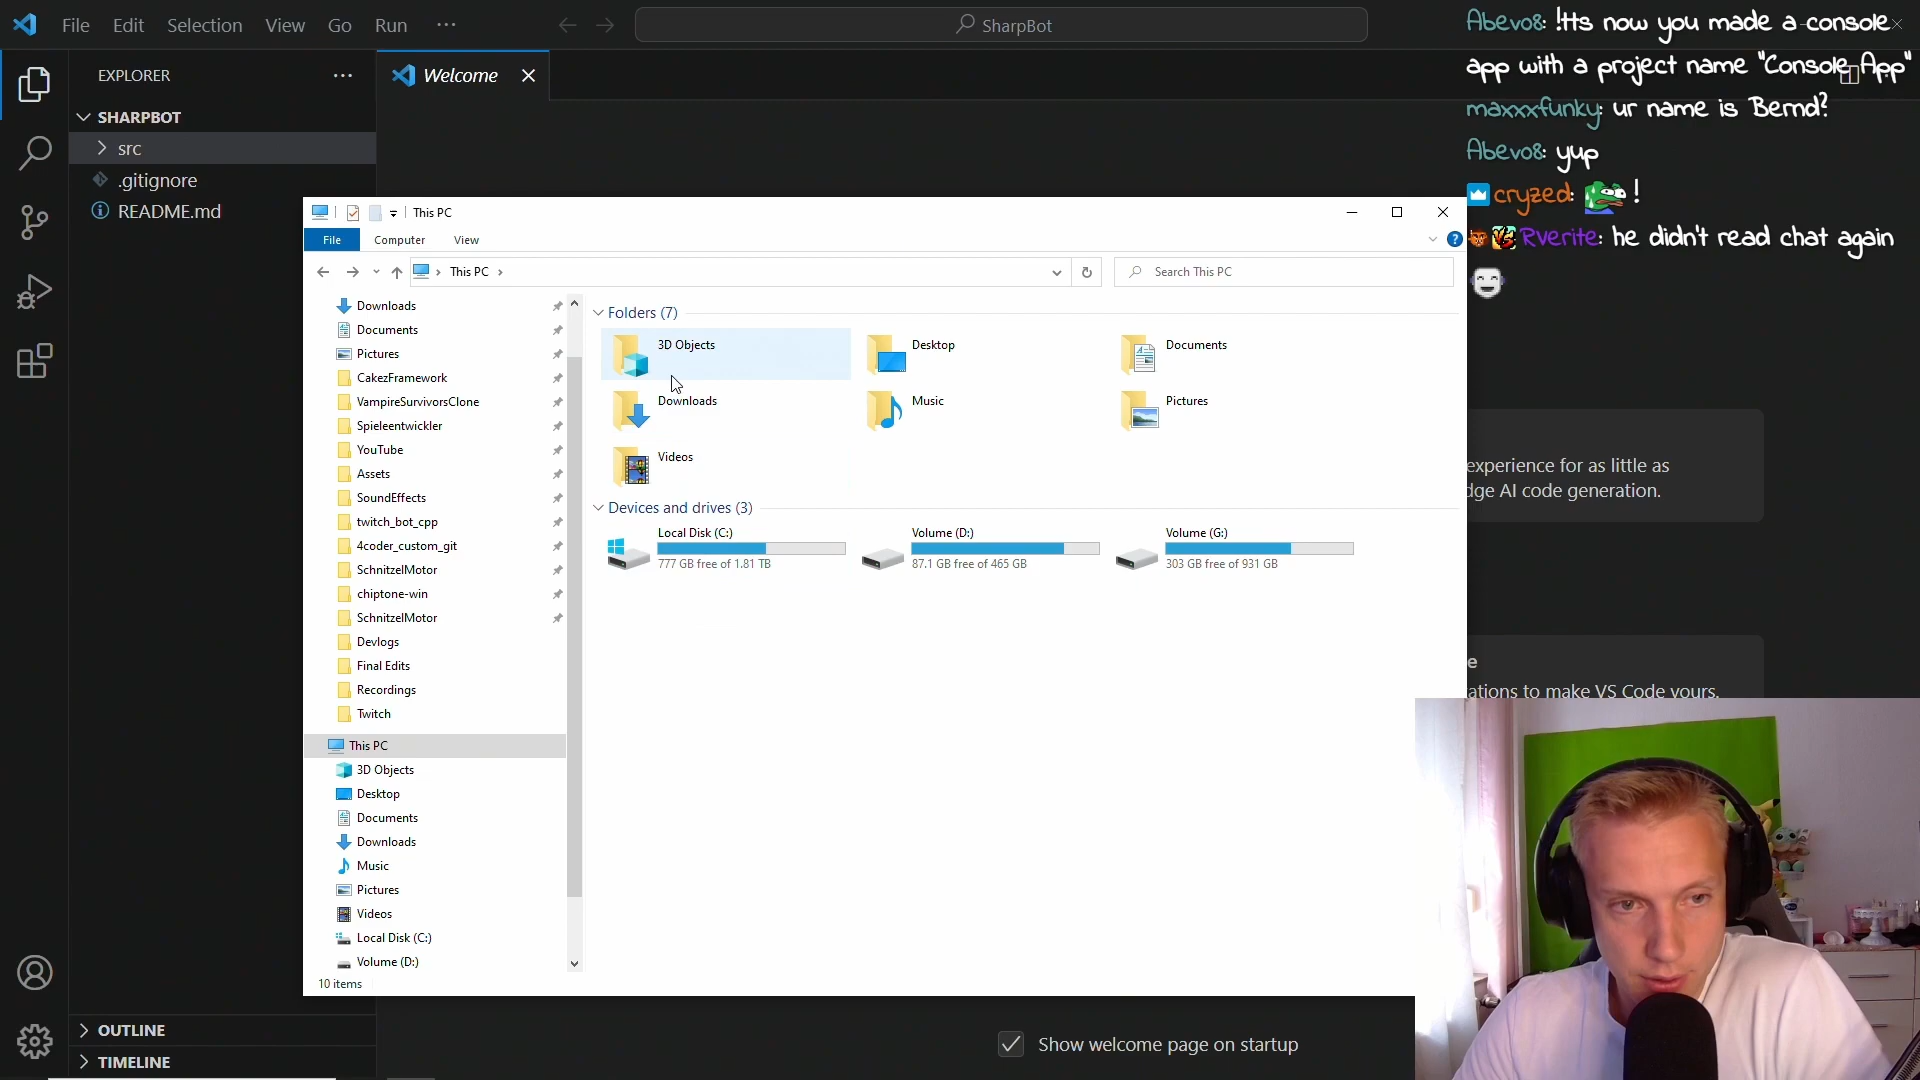 File Edit Selection View Go Run ···
SharpBot
EXPLORER
Welcome
SHARPBOT
src
.gitignore
README.md
OUTLINE
TIMELINE
This PC
File Computer View
This PC
Search This PC
Downloads
Documents
Pictures
CakezFramework
VampireSurvivorsClone
Spieleentwickler
YouTube
Assets
SoundEffects
twitch_bot_cpp
4coder_custom_git
SchnitzelMotor
chiptone-win
SchnitzelMotor
Devlogs
Final Edits
Recordings
Twitch
This PC
3D Objects
Desktop
Documents
Downloads
Music
Pictures
Videos
Local Disk (C:)
Volume (D:)
10 items
Folders (7)
3D Objects
Desktop
Documents
Downloads
Music
Pictures
Videos
Devices and drives (3)
Local Disk (C:)
777 GB free of 1.81 TB
Volume (D:)
87.1 GB free of 465 GB
Volume (G:)
303 GB free of 931 GB
experience for as little as
dge AI code generation.
e
ations to make VS Code yours.
Show welcome page on startup
Abevo8: !tts now you made a console
app with a project name "Console App"
maxxxfunky: ur name is Bernd?
Abevo8: yup
cryzed: !
Rverite: he didn't read chat again